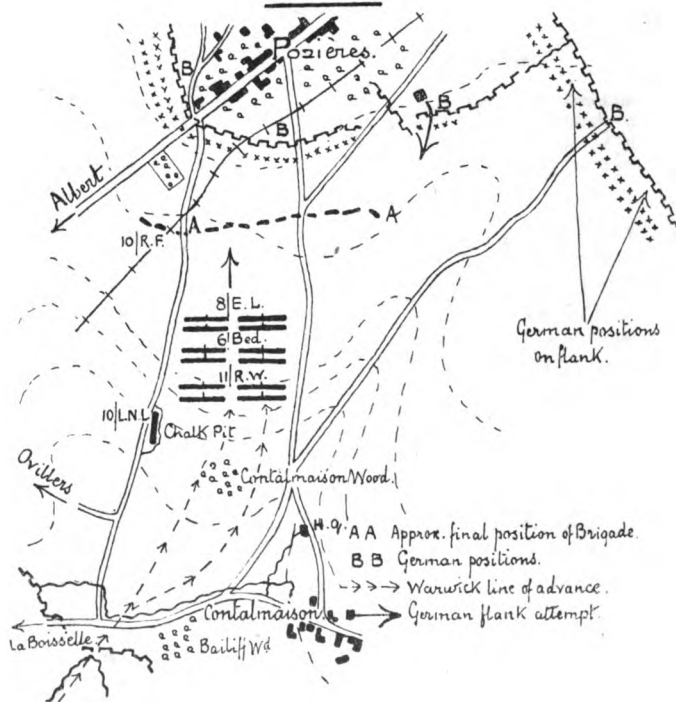 Pozieres.
B
B
B
B.
Albert
A
A
10/R.F.
8/E.L.
6/Bed.
11/R.W.
German positions
on flank.
10/L.N.L
Chalk Pit
Ovillers
Contalmaison Wood.
H.q.
A A Approx. final position of Brigade.
B B German positions.
Warwick line of advance.
German flank attempt.
Contalmaison.
La Boisselle
Bailiff Wd